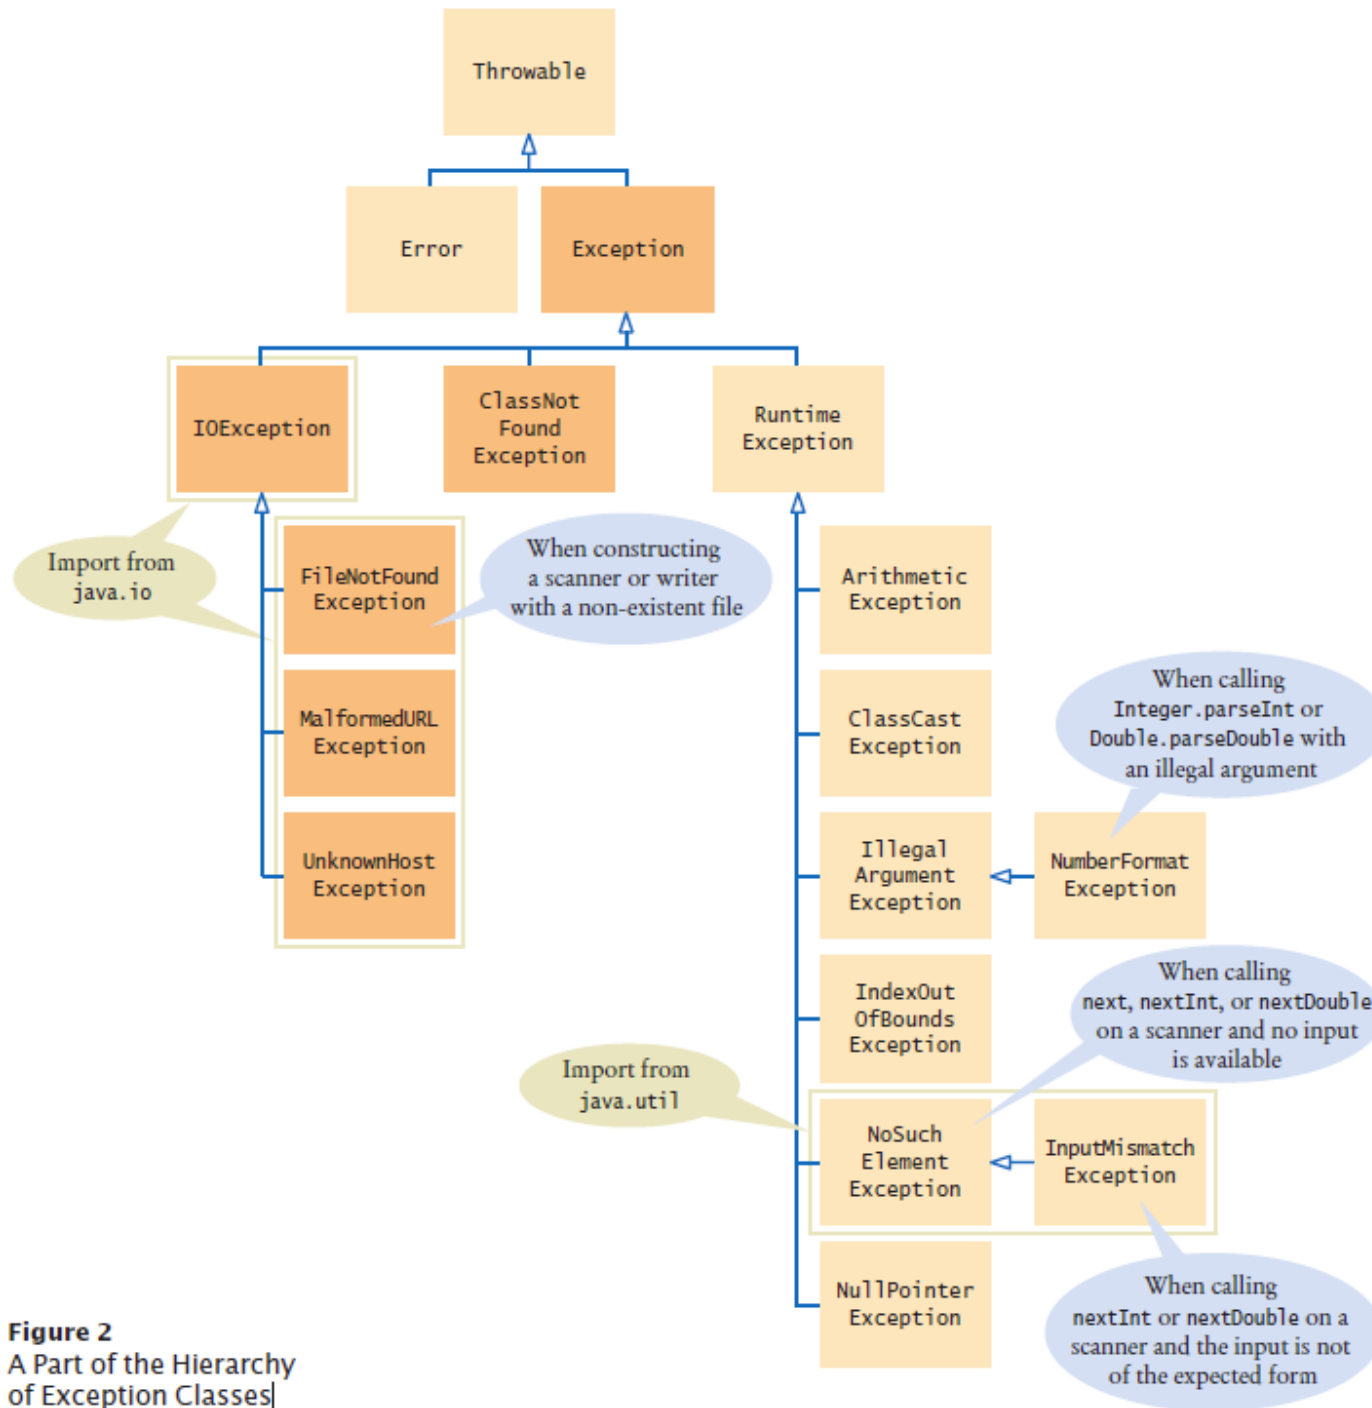 Throwable
Error
Exception
IOException
ClassNot
Found
Exception
Runtime
Exception
Import from
java.io
FileNotFound
Exception
When constructing
a scanner or writer
with a non-existent file
Arithmetic
Exception
MalformedURL
Exception
ClassCast
Exception
When calling
Integer.parseInt or
Double.parseDouble with
an illegal argument
UnknownHost
Exception
Illegal
Argument
Exception
NumberFormat
Exception
IndexOut
OfBounds
Exception
When calling
next, nextInt, or nextDouble
on a scanner and no input
is available
Import from
java.util
NoSuch
Element
Exception
InputMismatch
Exception
NullPointer
Exception
When calling
nextInt or nextDouble on a
scanner and the input is not
of the expected form
Figure 2
A Part of the Hierarchy
of Exception Classes